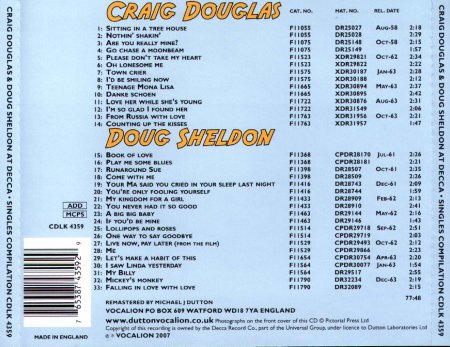 CRAIG DOUGLAS
CAT. NO. MAT. NO. REL. DATE
1: SITTING IN A TREE HOUSE F11055 DR25027 Aug-58 2:18
2: NOTHIN' SHAKIN' F11055 DR25028 2:29
3: ARE YOU REALLY MINE? F11075 DR25148 Oct-58 2:15
4: GO CHASE A MOONBEAM F11075 DR25149 1:57
5: PLEASE DON'T TAKE MY HEART F11523 XDR29821 Oct-62 2:34
6: OH LONESOME ME F11523 XDR29822 2:21
7: TOWN CRIER F11575 XDR30187 Jan-63 2:21
8: I'D BE SMILING NOW F11575 XDR30188 2:12
9: TEENAGE MONA LISA F11665 XDR30894 May-63 2:37
10: DANKE SCHOEN F11665 XDR30895 2:42
11: LOVE HER WHILE SHE'S YOUNG F11722 XDR30876 Aug-63 2:31
12: I'M SO GLAD I FOUND HER F11722 XDR31549 2:06
13: FROM RUSSIA WITH LOVE F11763 XDR31956 Oct-63 2:31
14: COUNTING UP THE KISSES F11763 XDR31957 1:47
DOUG SHELDON
15: BOOK OF LOVE F11368 CPDR28170 Jul-61 2:26
16: PLAY ME SOME BLUES F11368 CPDR28181 2:21
17: RUNAROUND SUE F11398 DR28507 Oct-61 2:35
18: COME WITH ME F11398 DR28509 2:26
19: YOUR MA SAID YOU CRIED IN YOUR SLEEP LAST NIGHT F11416 DR28743 Dec-61 2:09
20: YOU'RE ONLY FOOLING YOURSELF F11416 DR28744 1:59
21: MY KINGDOM FOR A GIRL F11433 DR28909 Feb-62 2:13
22: YOU NEVER HAD IT SO GOOD F11433 DR28910 2:41
23: A BIG BIG BABY F11463 DR29144 May-62 2:16
24: IF YOU'D BE MINE F11463 DR29146 1:43
25: LOLLIPOPS AND ROSES F11514 CPDR29718 Sep-62 2:51
26: ONE WAY TO SAY GOODBYE F11514 CPDR29719 2:24
27: LIVE NOW, PAY LATER (FROM THE FILM) F11529 CPDR29493 Oct-62 2:12
28: ME F11529 CPDR29866 2:23
29: LET'S MAKE A HABIT OF THIS F11564 CPDR30754 Apr-63 2:20
30: I SAW LINDA YESTERDAY F11564 CPDR30077 Jan-63 1:54
31: MY BILLY F11564 DR29517 2:55
32: MICKEY'S MONKEY F11790 DR32234 Dec-63 2:19
33: FALLING IN LOVE WITH LOVE F11790 DR32089 2:15
77:48
REMASTERED BY MICHAEL J DUTTON
VOCALION PO BOX 609 WATFORD WD18 7YA ENGLAND
www.duttonvocalion.co.uk Photographs on the front cover of this CD © Pictorial Press Ltd
Copyright of this recording is owned by the Decca Record Co., part of the Universal Group, under licence to Dutton Laboratories Ltd
℗ © VOCALION 2007
ADD
MCPS
CDLK 4359
7 65387 43592 9
MADE IN ENGLAND
CRAIG DOUGLAS & DOUG SHELDON AT DECCA • SINGLES COMPILATION CDLK 4359
CRAIG DOUGLAS & DOUG SHELDON AT DECCA • SINGLES COMPILATION CDLK 4359